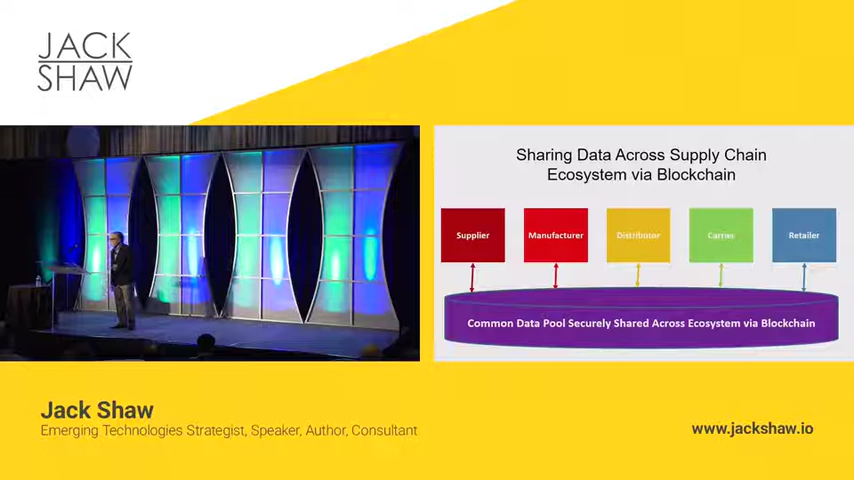 JACK
SHAW
Sharing Data Across Supply Chain
Ecosystem via Blockchain
Supplier
Manufacturer
Distributor
Carrier
Retailer
Common Data Pool Securely Shared Across Ecosystem via Blockchain
Jack Shaw
Emerging Technologies Strategist, Speaker, Author, Consultant
www.jackshaw.io